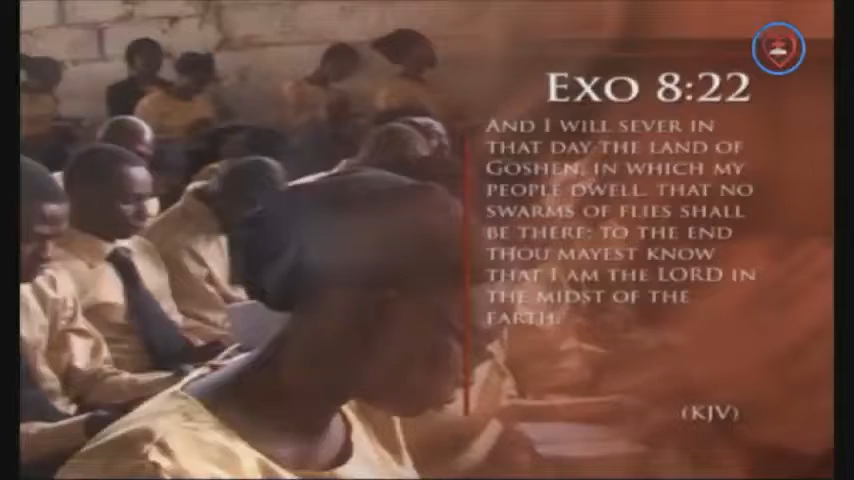 EXO 8:22
AND I WILL SEVER IN
THAT DAY THE LAND OF
GOSHEN, IN WHICH MY
PEOPLE DWELL, THAT NO
SWARMS OF FLIES SHALL
BE THERE; TO THE END
THOU MAYEST KNOW
THAT I AM THE LORD IN
THE MIDST OF THE
EARTH.
(KJV)